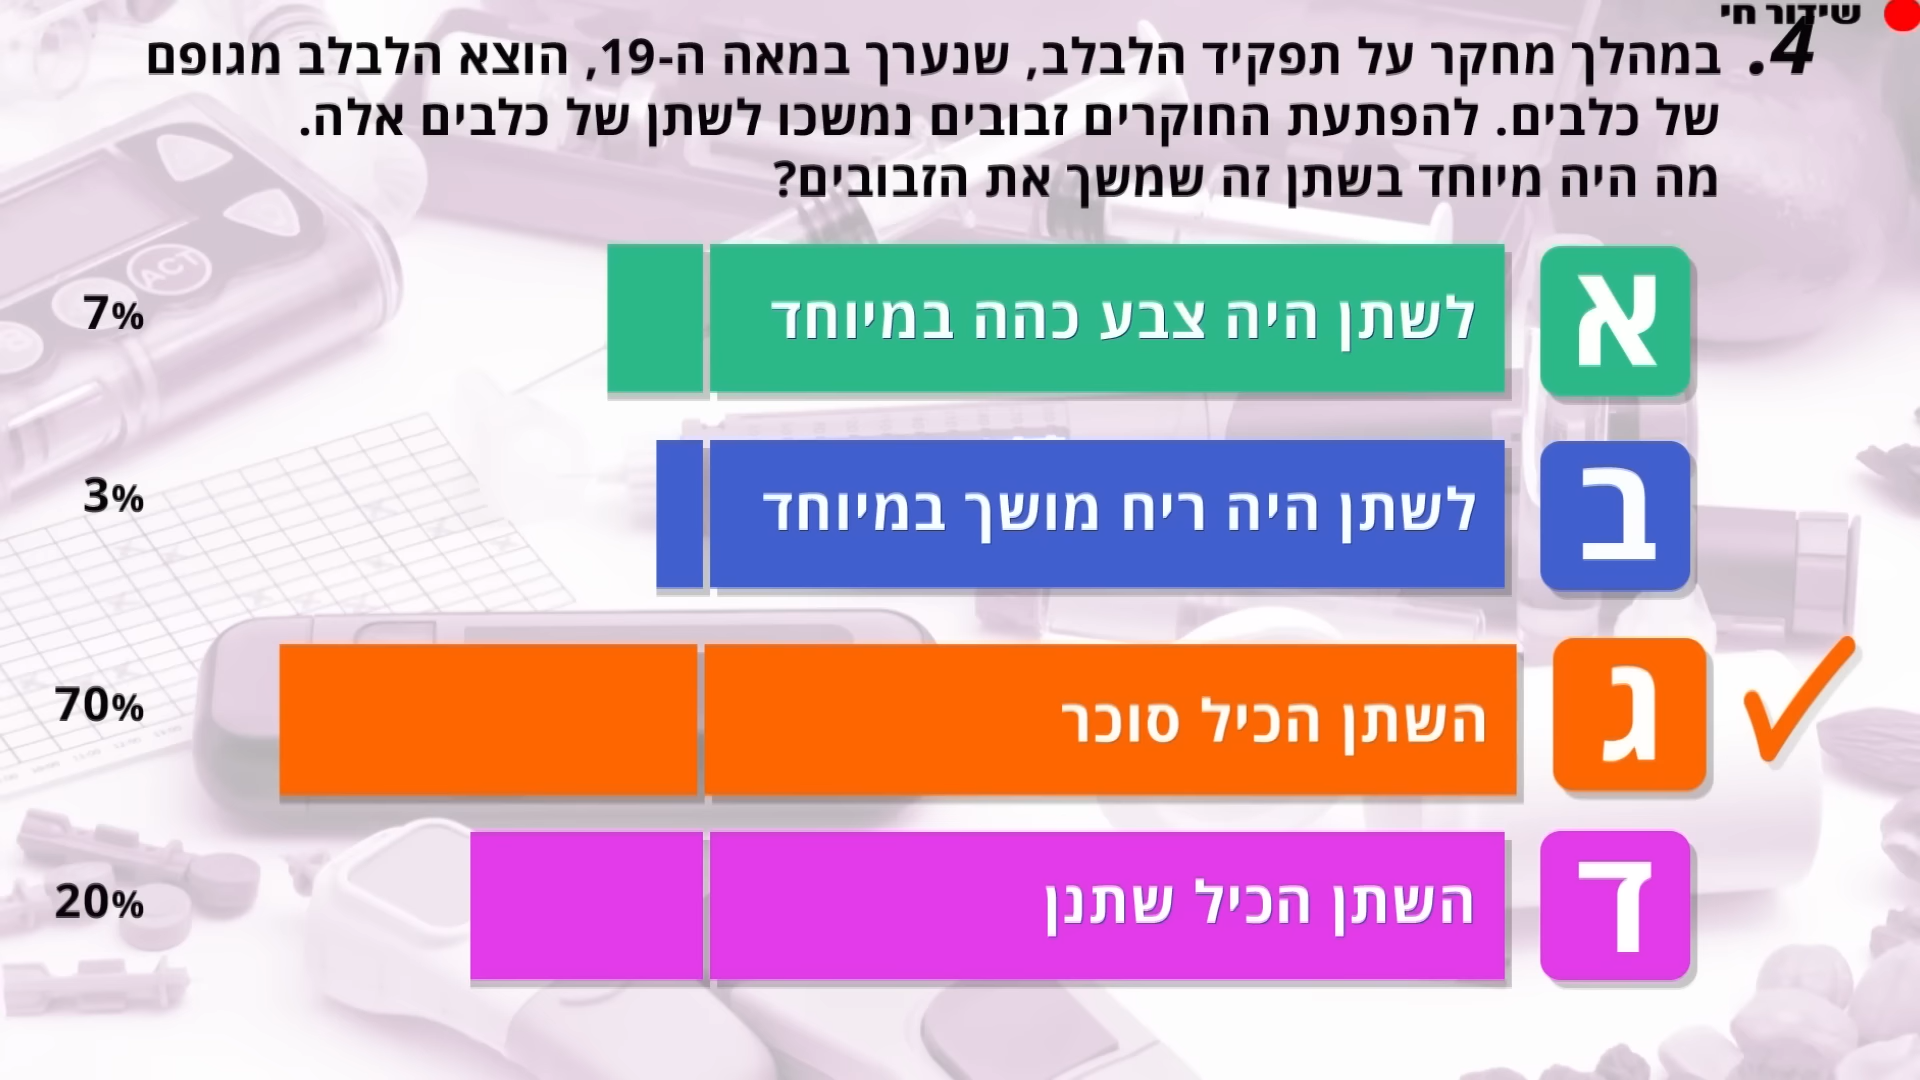 שידור חי
4. במהלך מחקר על תפקיד הלבלב, שנערך במאה ה-19, הוצא הלבלב מגופם
של כלבים. להפתעת החוקרים זבובים נמשכו לשתן של כלבים אלה.
מה היה מיוחד בשתן זה שמשך את הזבובים?
א לשתן היה צבע כהה במיוחד 7%
ב לשתן היה ריח מושך במיוחד 3%
ג השתן הכיל סוכר 70%
ד השתן הכיל שתנן 20%
ACT